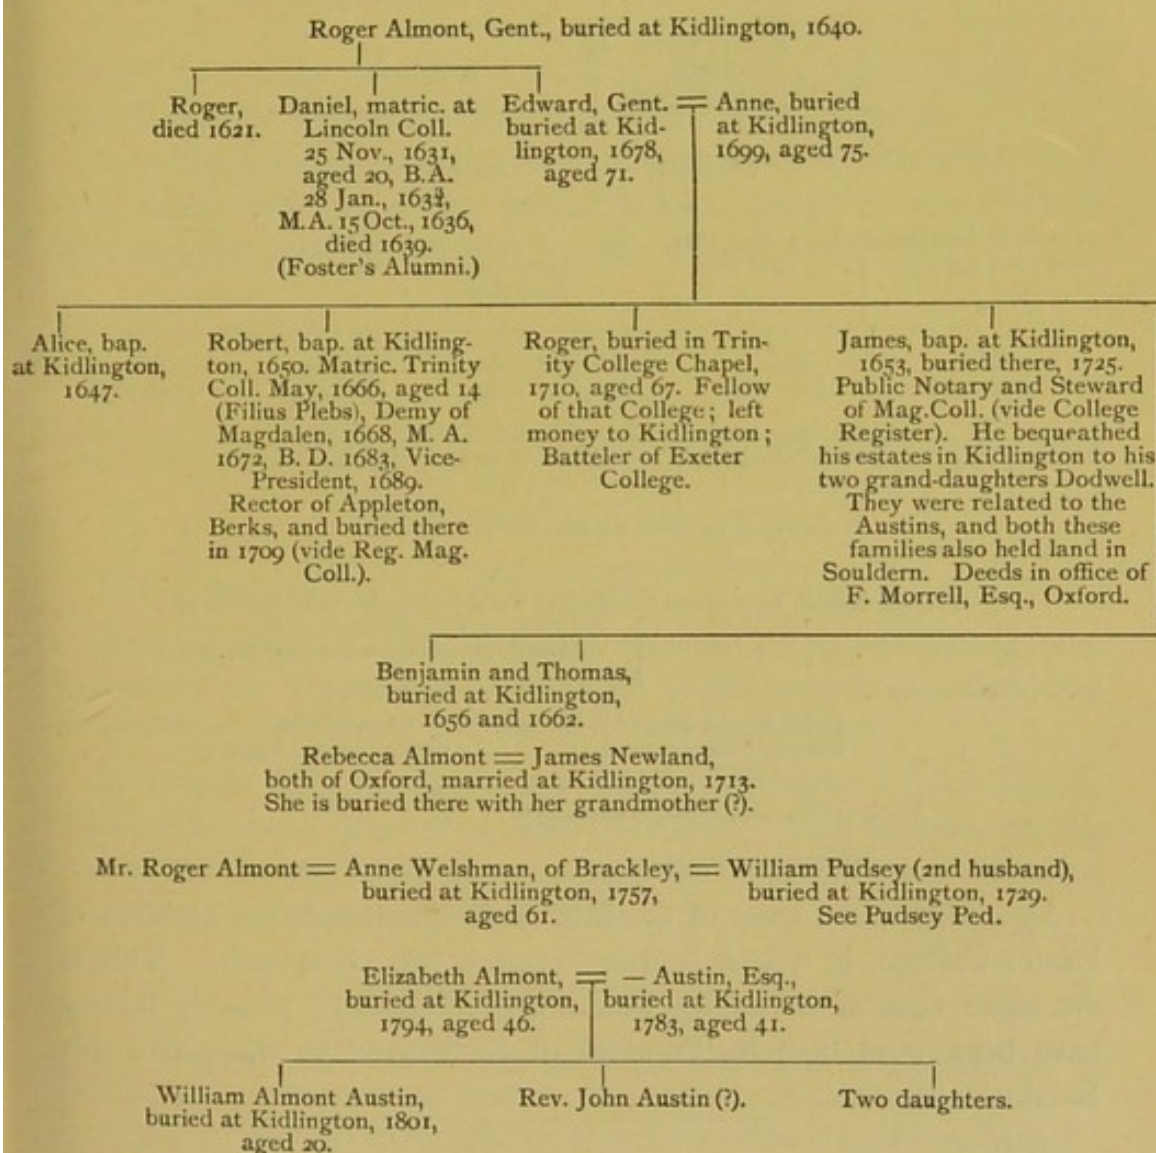 Roger Almont, Gent., buried at Kidlington, 1640.
Roger,
died 1621.
Daniel, matric. at
Lincoln Coll.
25 Nov., 1631,
aged 20, B.A.
28 Jan.,
M.A. 15 Oct., 1636,
died 1639.
(Foster's Alumni.)
Edward, Gent. =
buried at Kid-
lington, 1678,
aged 71.
Anne, buried
at Kidlington,
1699, aged 75.
Alice, bap.
at Kidlington,
1647.
Robert, bap. at Kidling-
ton, 1650. Matric. Trinity
Coll. May, 1666, aged 14
(Filius Plebs), Demy of
Magdalen, 1668, M. A.
1672, B. D. 1683, Vice-
President, 1689.
Rector of Appleton,
Berks, and buried there
in 1709 (vide Reg. Mag.
Coll.).
Roger, buried in Trin-
ity College Chapel,
1710, aged 67. Fellow
of that College; left
money to Kidlington;
Batteler of Exeter
College.
James, bap. at Kidlington,
1653, buried there, 1725.
Public Notary and Steward
of Mag.Coll. (vide College
Register). He bequeathed
his estates in Kidlington to his
two grand-daughters Dodwell.
They were related to the
Austins, and both these
families also held land in
Souldern. Deeds in office of
F. Morrell, Esq., Oxford.
Benjamin and Thomas,
buried at Kidlington,
1656 and 1662.
Rebecca Almont = James Newland,
both of Oxford, married at Kidlington, 1713.
She is buried there with her grandmother (?).
Mr. Roger Almont = Anne Welshman, of Brackley, = William Pudsey (2nd husband),
buried at Kidlington, 1757,
aged 61.
buried at Kidlington, 1729.
See Pudsey Ped.
Elizabeth Almont, = — Austin, Esq.,
buried at Kidlington,
1794, aged 46.
buried at Kidlington,
1783, aged 41.
William Almont Austin,
buried at Kidlington, 1801,
aged 20.
Rev. John Austin (?).
Two daughters.